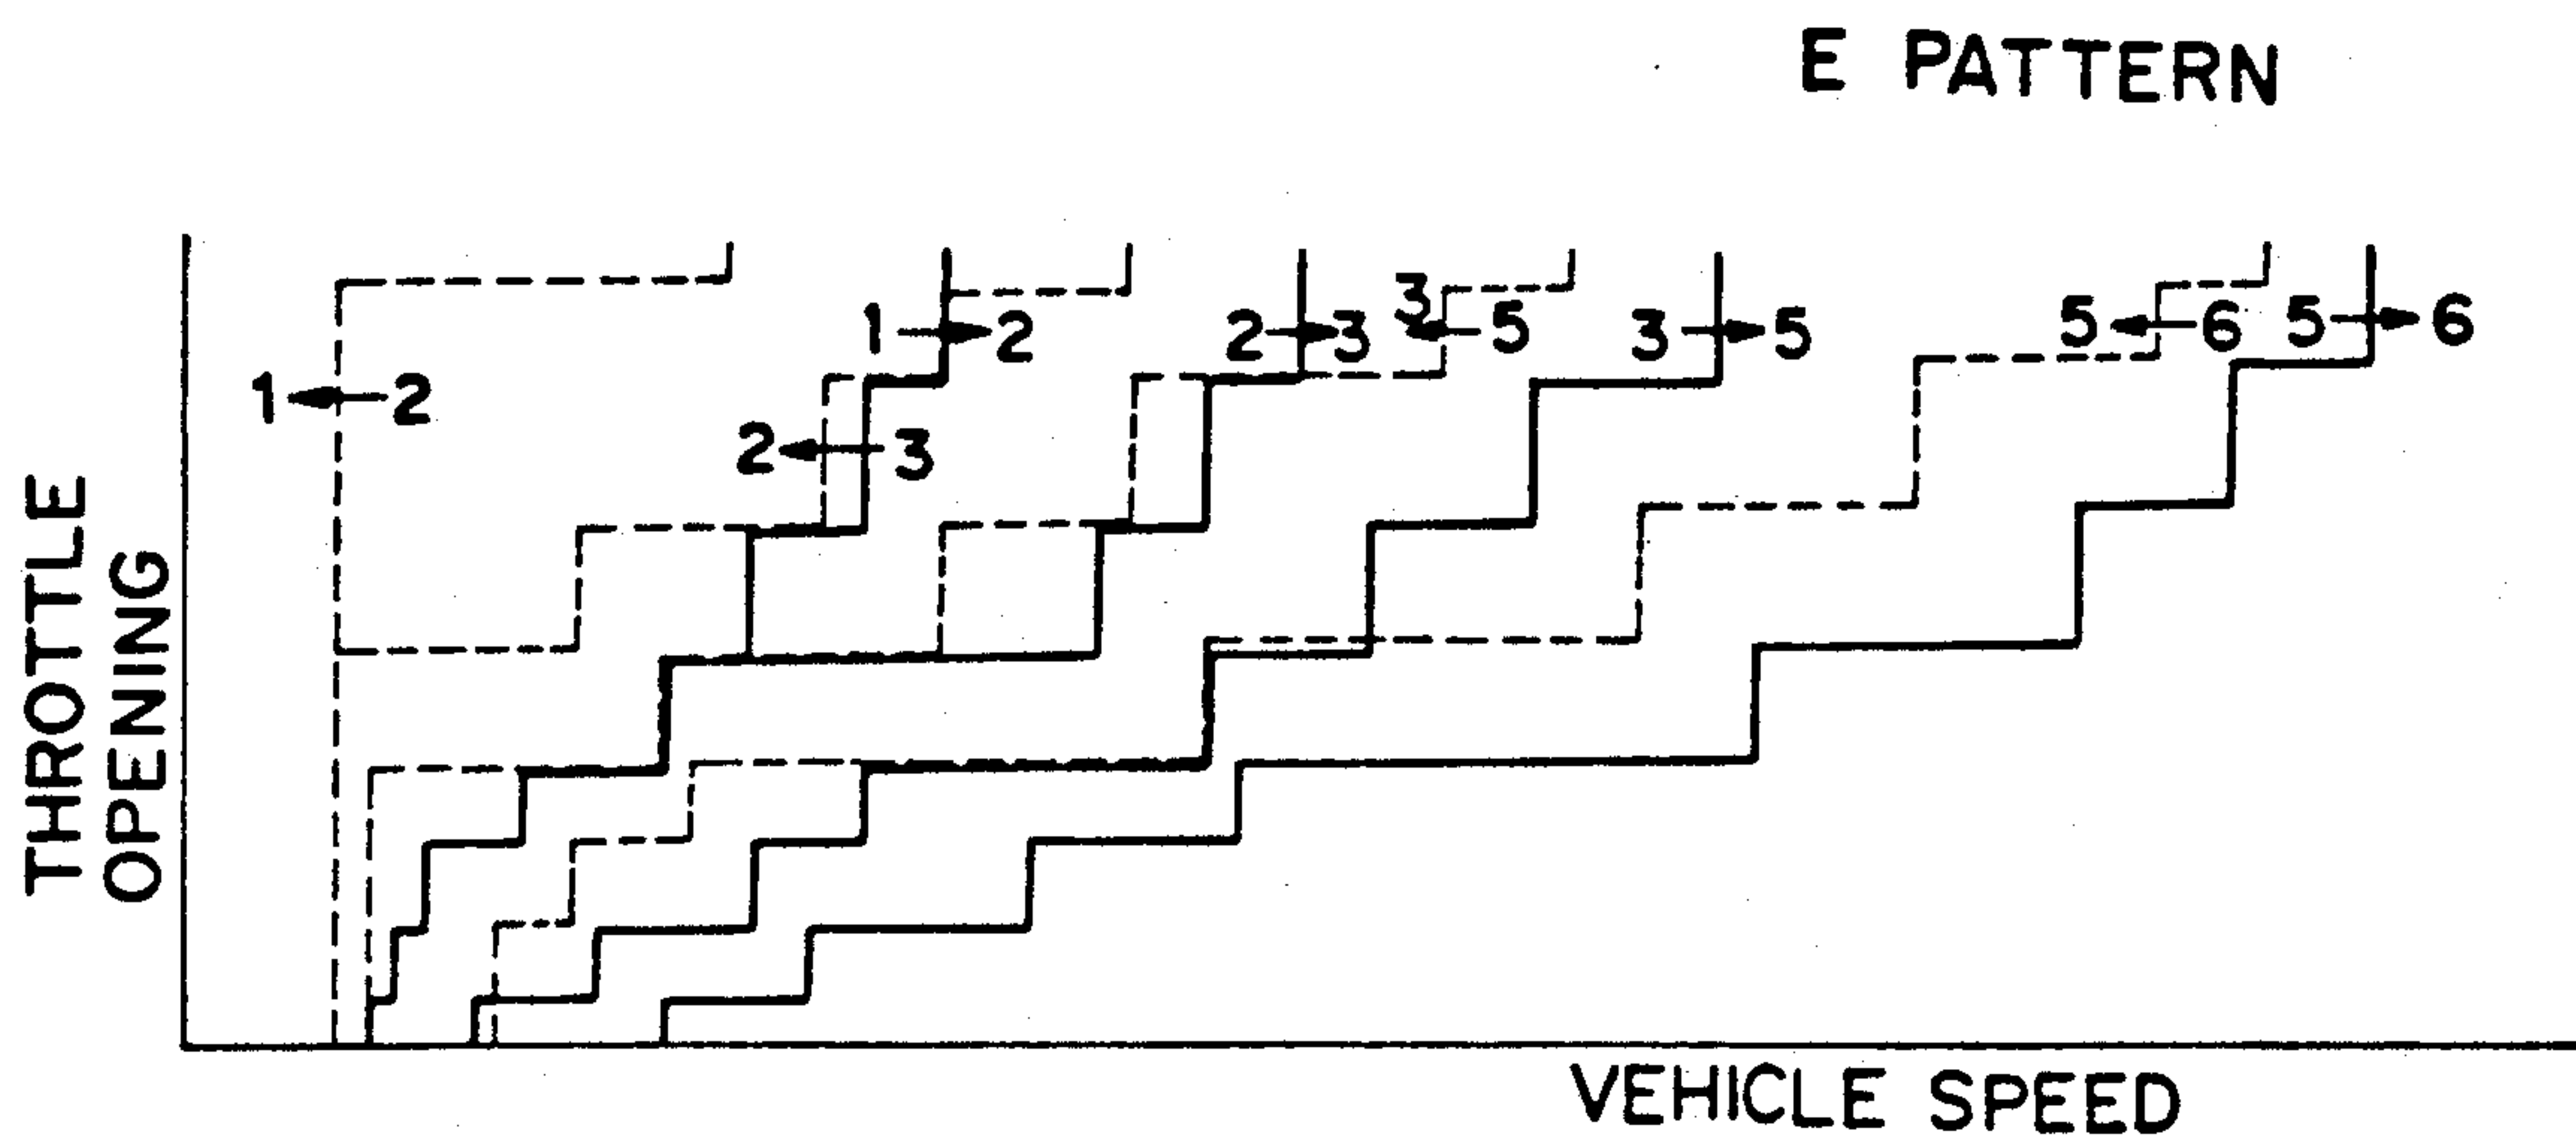 E PATTERN
THROTTLE
OPENING
1 2
1 2
2 3
2 3
3 5
3 5
5 6
5 6
VEHICLE SPEED